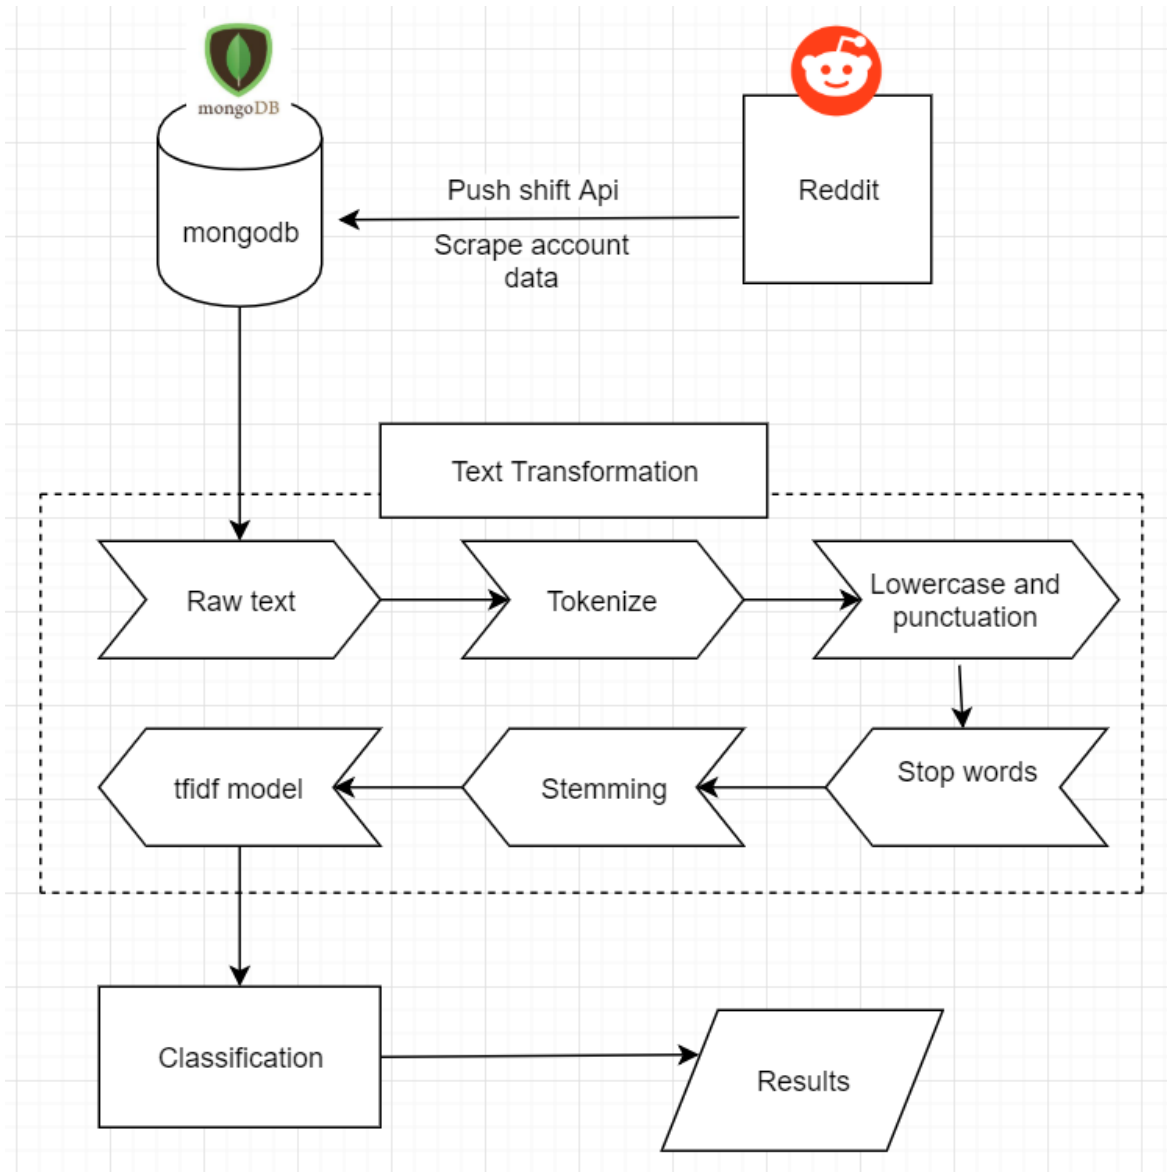 mongoDB
Push shift Api
Reddit
mongodb
Scrape account
data
Text Transformation
Raw text
Tokenize
Lowercase and
punctuation
tfidf model
Stemming
Stop words
Classification
Results